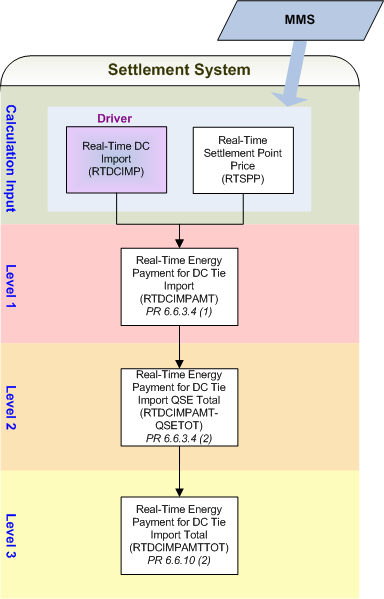 MMS
Settlement System
Calculation Input
Driver
Real-Time DC
Import
(RTDCIMP)
Real-Time
Settlement Point
Price
(RTSPP)
Level 1
Real-Time Energy
Payment for DC Tie
Import
(RTDCIMPAMT)
PR 6.6.3.4 (1)
Level 2
Real-Time Energy
Payment for DC Tie
Import QSE Total
(RTDCIMPAMT-
QSETOT)
PR 6.6.3.4 (2)
Level 3
Real-Time Energy
Payment for DC Tie
Import Total
(RTDCIMPAMTTOT)
PR 6.6.10 (2)